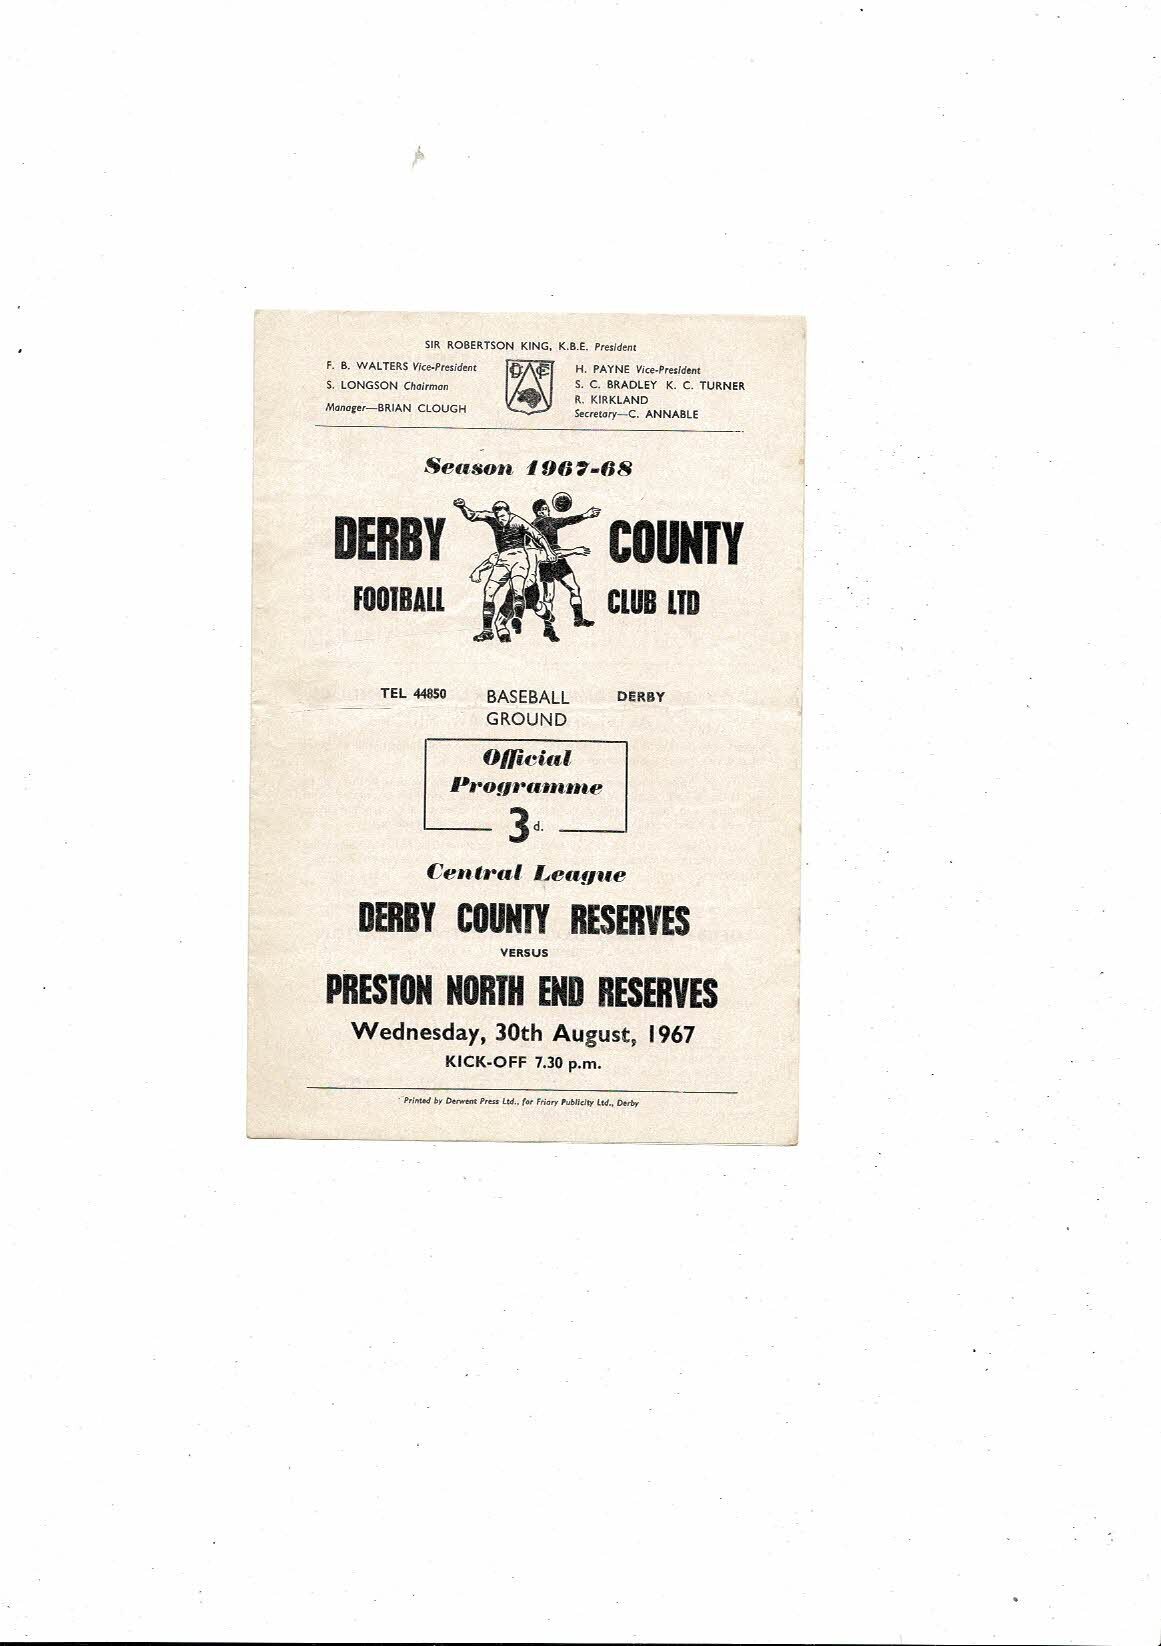 SIR ROBERTSON KING, K.B.E. President
F. B. WALTERS Vice-President
S. LONGSON Chairman
Manager—BRIAN CLOUGH
DCFC
H. PAYNE Vice-President
S. C. BRADLEY K. C. TURNER
R. KIRKLAND
Secretary—C. ANNABLE
Season 1967-68
DERBY COUNTY
FOOTBALL CLUB LTD
TEL 44850 BASEBALL DERBY
GROUND
Official
Programme
3d.
Central League
DERBY COUNTY RESERVES
VERSUS
PRESTON NORTH END RESERVES
Wednesday, 30th August, 1967
KICK-OFF 7.30 p.m.
Printed by Derwent Press Ltd., for Friary Publicity Ltd., Derby